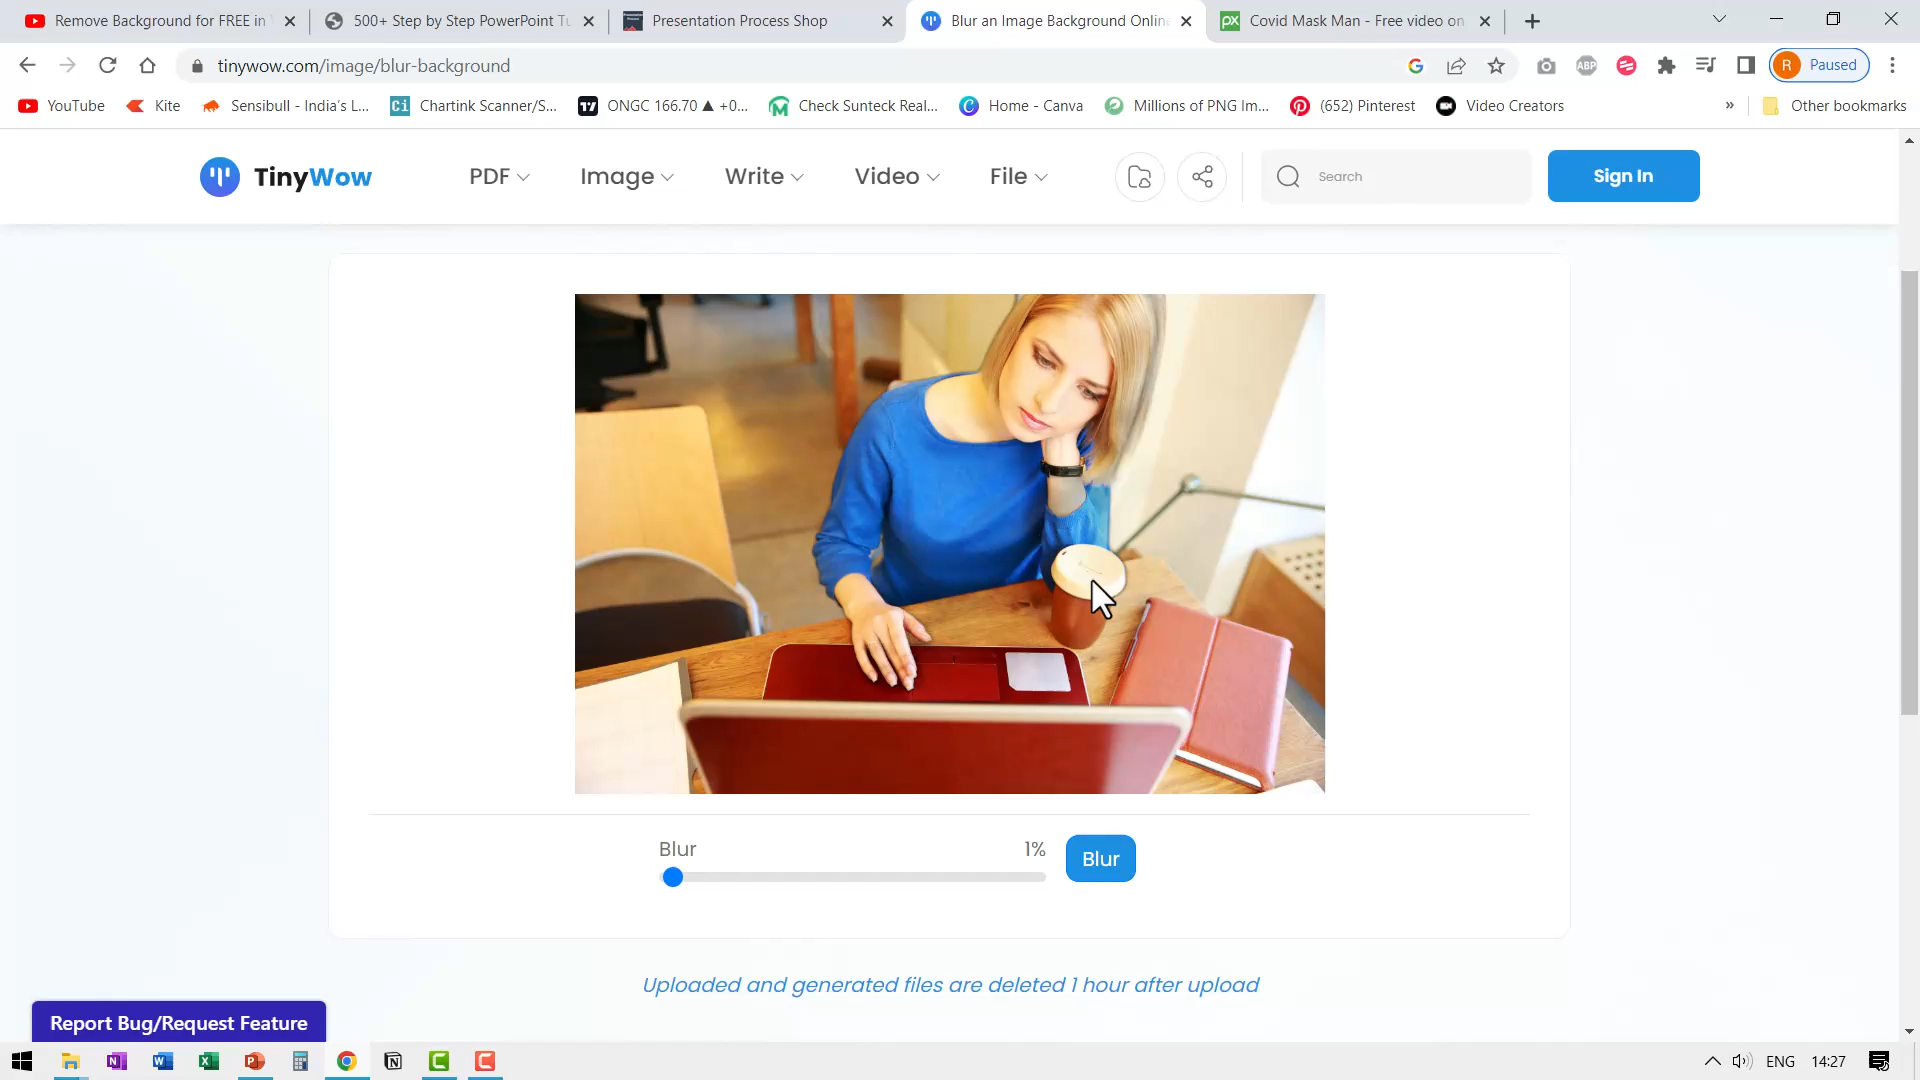 Remove Background for FREE in
500+ Step by Step PowerPoint Tu
Presentation Process Shop
Blur an Image Background Online
Covid Mask Man - Free video on
tinywow.com/image/blur-background
R Paused
YouTube
Kite
Sensibull - India's L...
Chartink Scanner/S...
ONGC 166.70 ▲ +0...
Check Sunteck Real...
Home - Canva
Millions of PNG Im...
(652) Pinterest
Video Creators
»
Other bookmarks
TinyWow
PDF
Image
Write
Video
File
Search
Sign In
Blur
1%
Blur
Uploaded and generated files are deleted 1 hour after upload
Report Bug/Request Feature
ENG
14:27